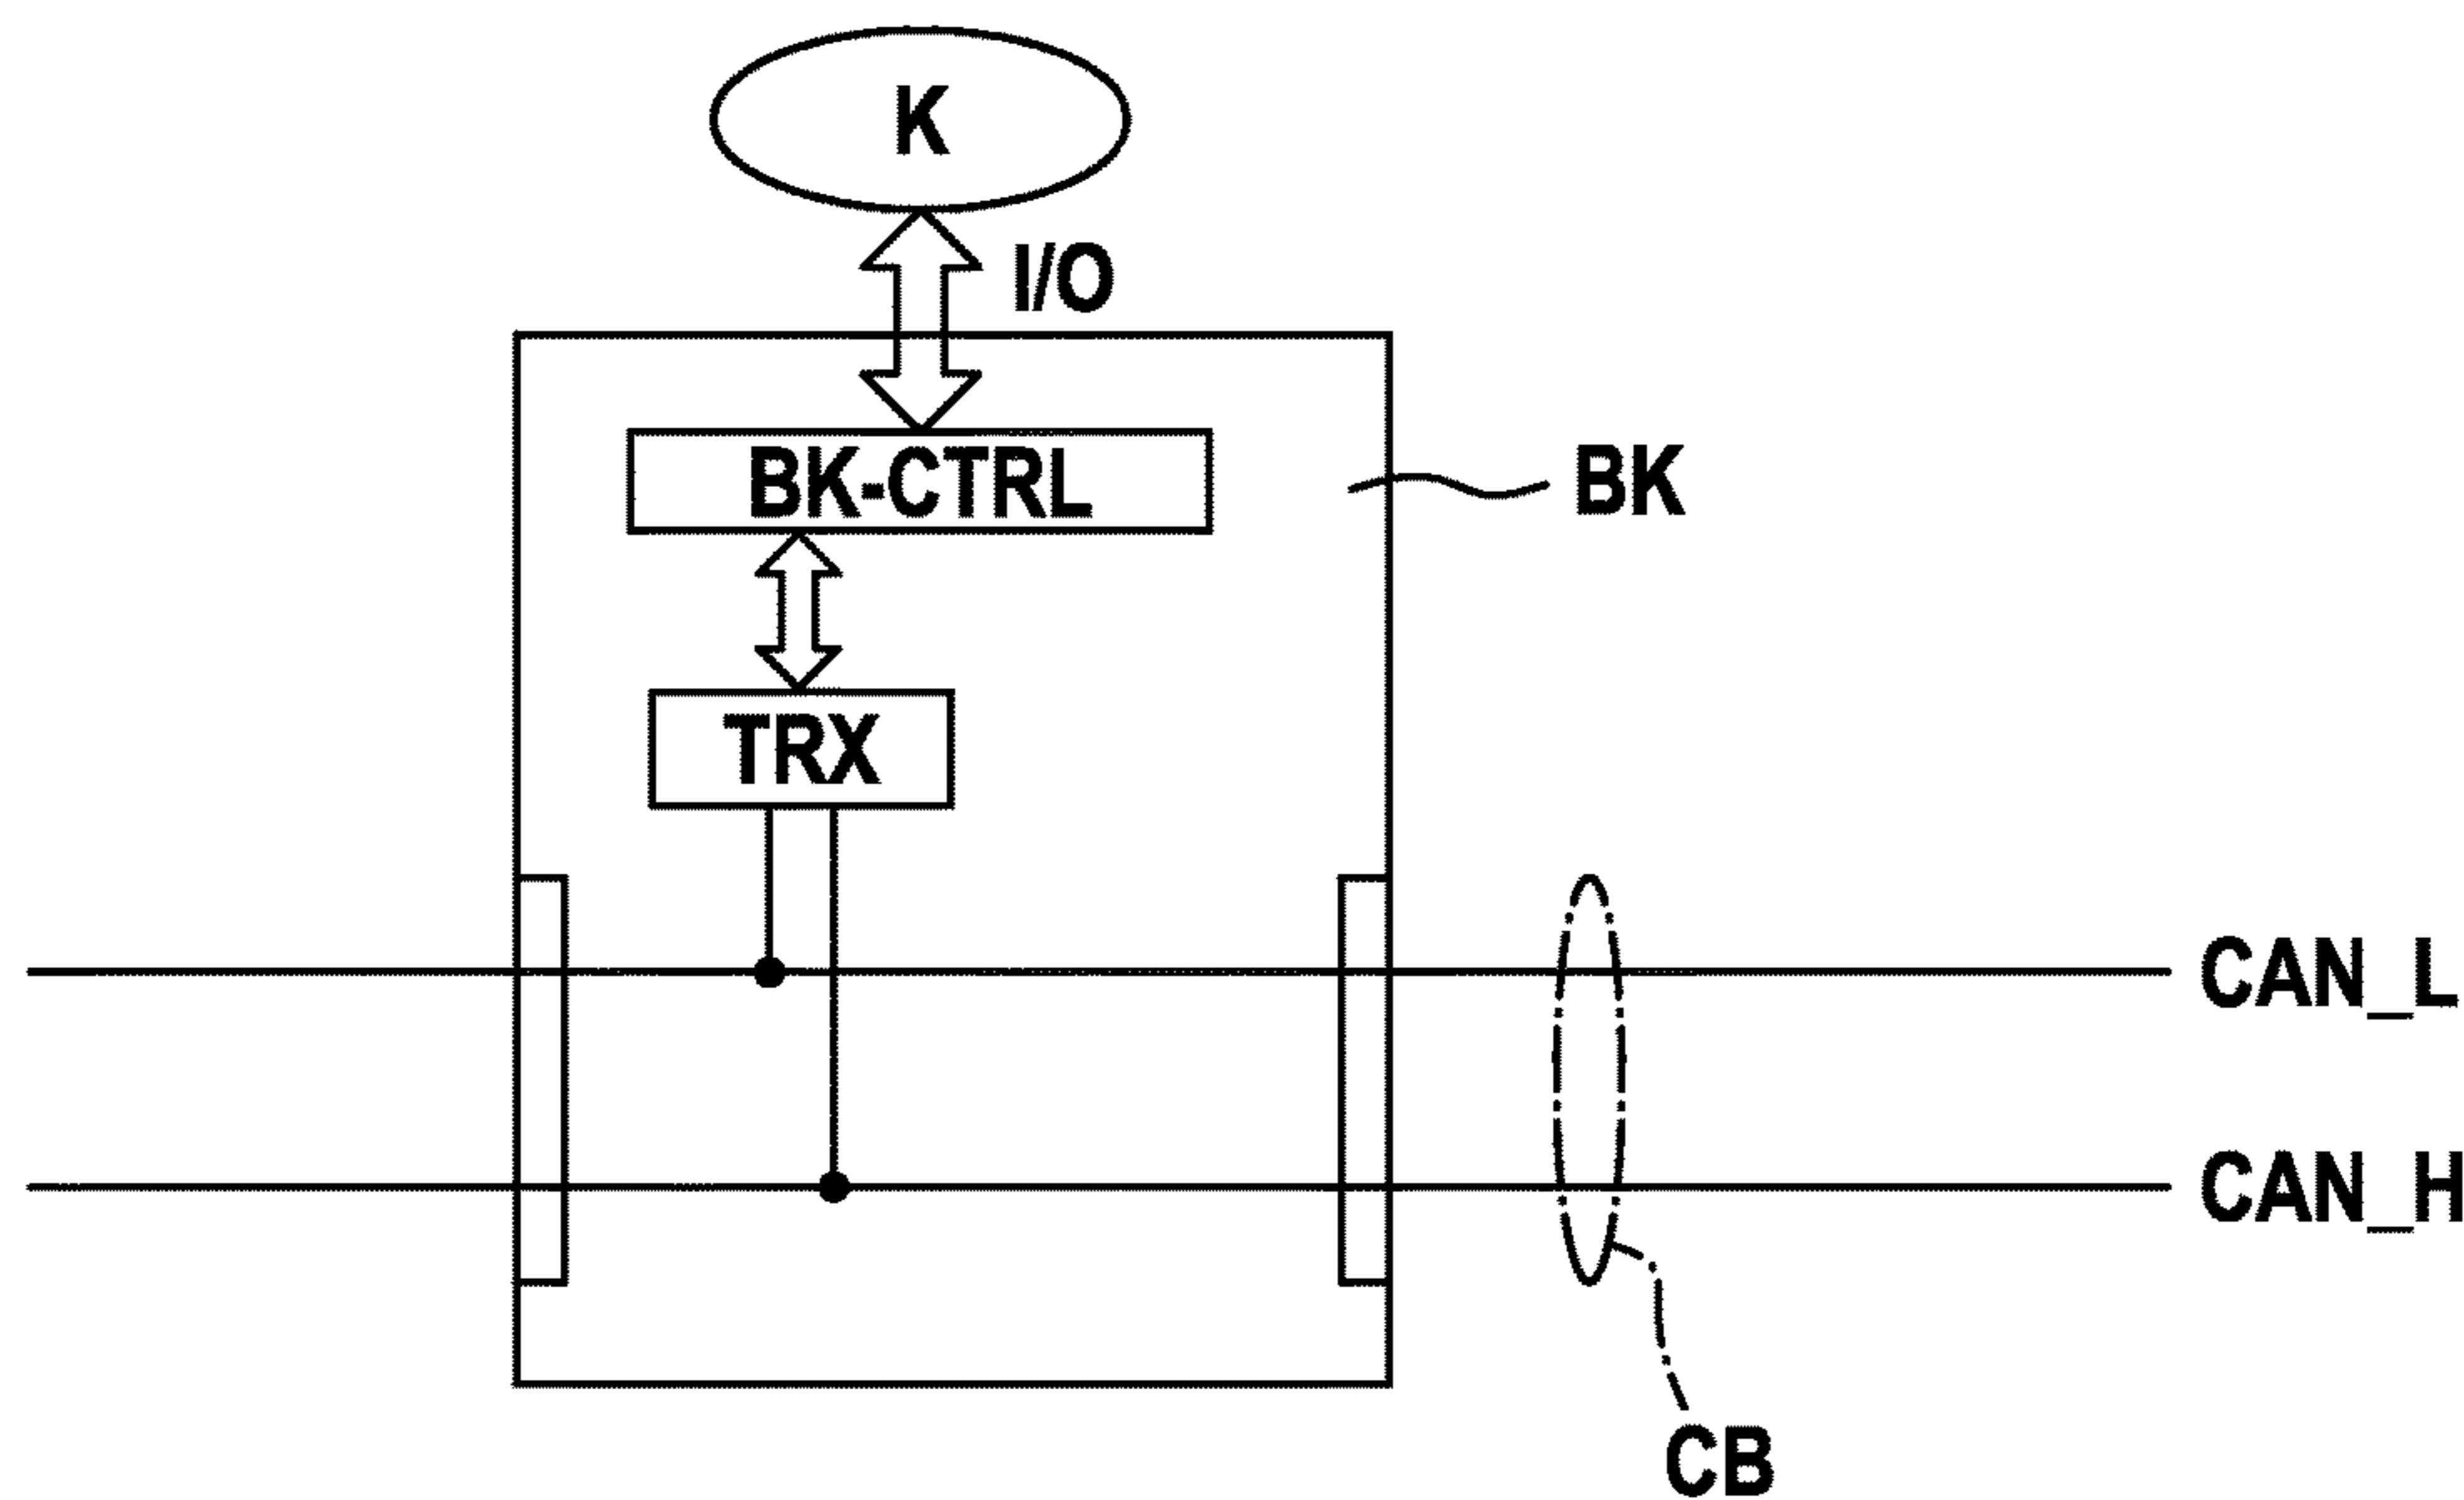 K
I/O
BK-CTRL
BK
TRX
CAN_L
CAN_H
CB